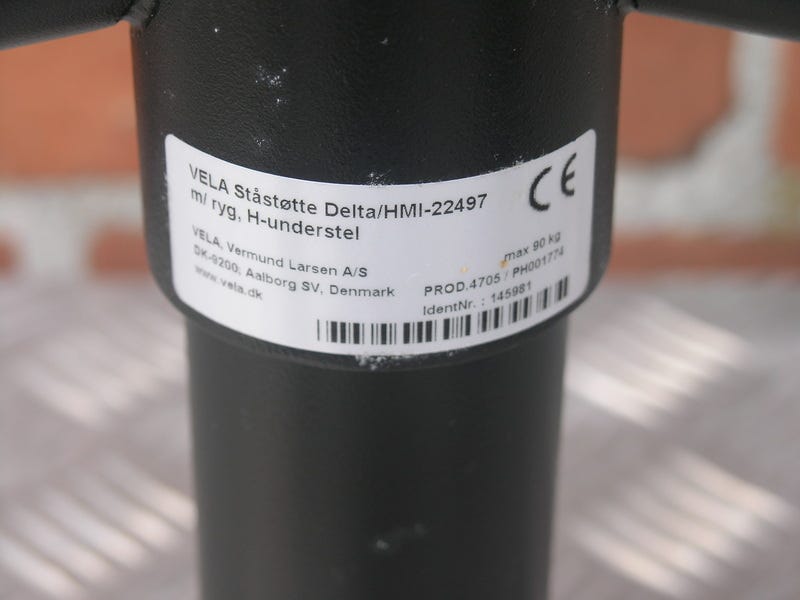 VELA Ståstøtte Delta/HMI-22497
m/ ryg, H-understel
CE
VELA, Vermund Larsen A/S
DK-9200, Aalborg SV, Denmark
www.vela.dk
max 90 kg
PROD.4705 / PH001774
IdentNr. : 145981